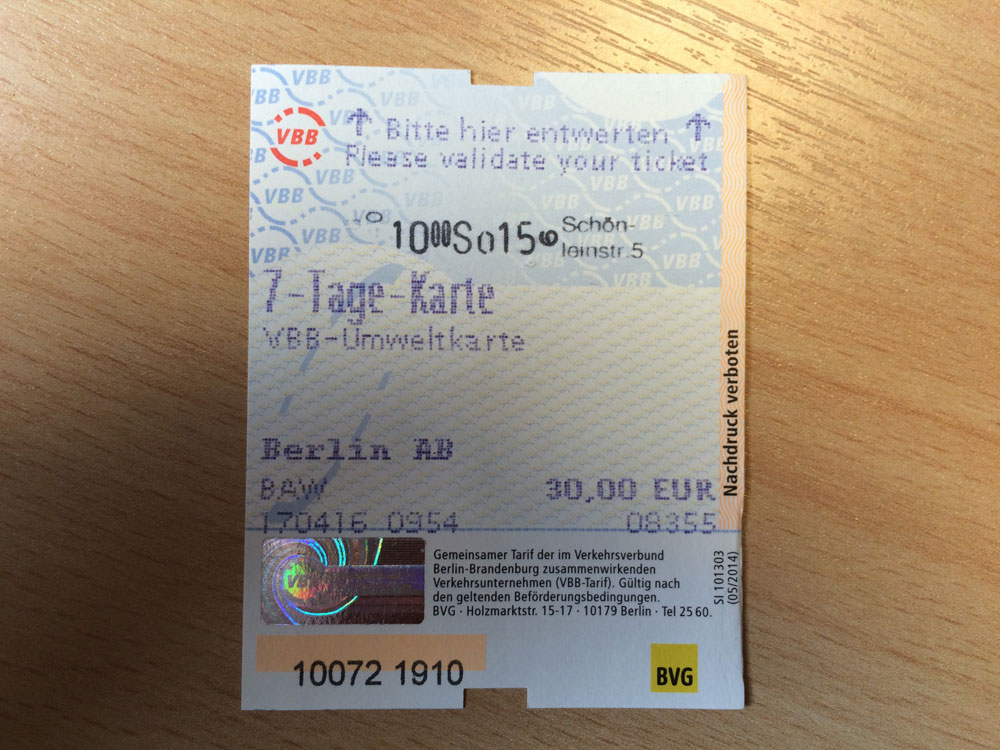 VBB
↑ Bitte hier entwerten ↑
Please validate your ticket
10⁰⁰So15 6 Schön-
leinstr.5
7-Tage-Karte
VBB-Umweltkarte
Berlin AB
BAW 30,00 EUR
170416 0954 08355
Nachdruck verboten
Gemeinsamer Tarif der im Verkehrsverbund
Berlin-Brandenburg zusammenwirkenden
Verkehrsunternehmen (VBB-Tarif). Gültig nach
den geltenden Beförderungsbedingungen.
BVG · Holzmarktstr. 15-17 · 10179 Berlin · Tel 25 60.
SI 101303
(05/2014)
VBB
10072 1910
BVG